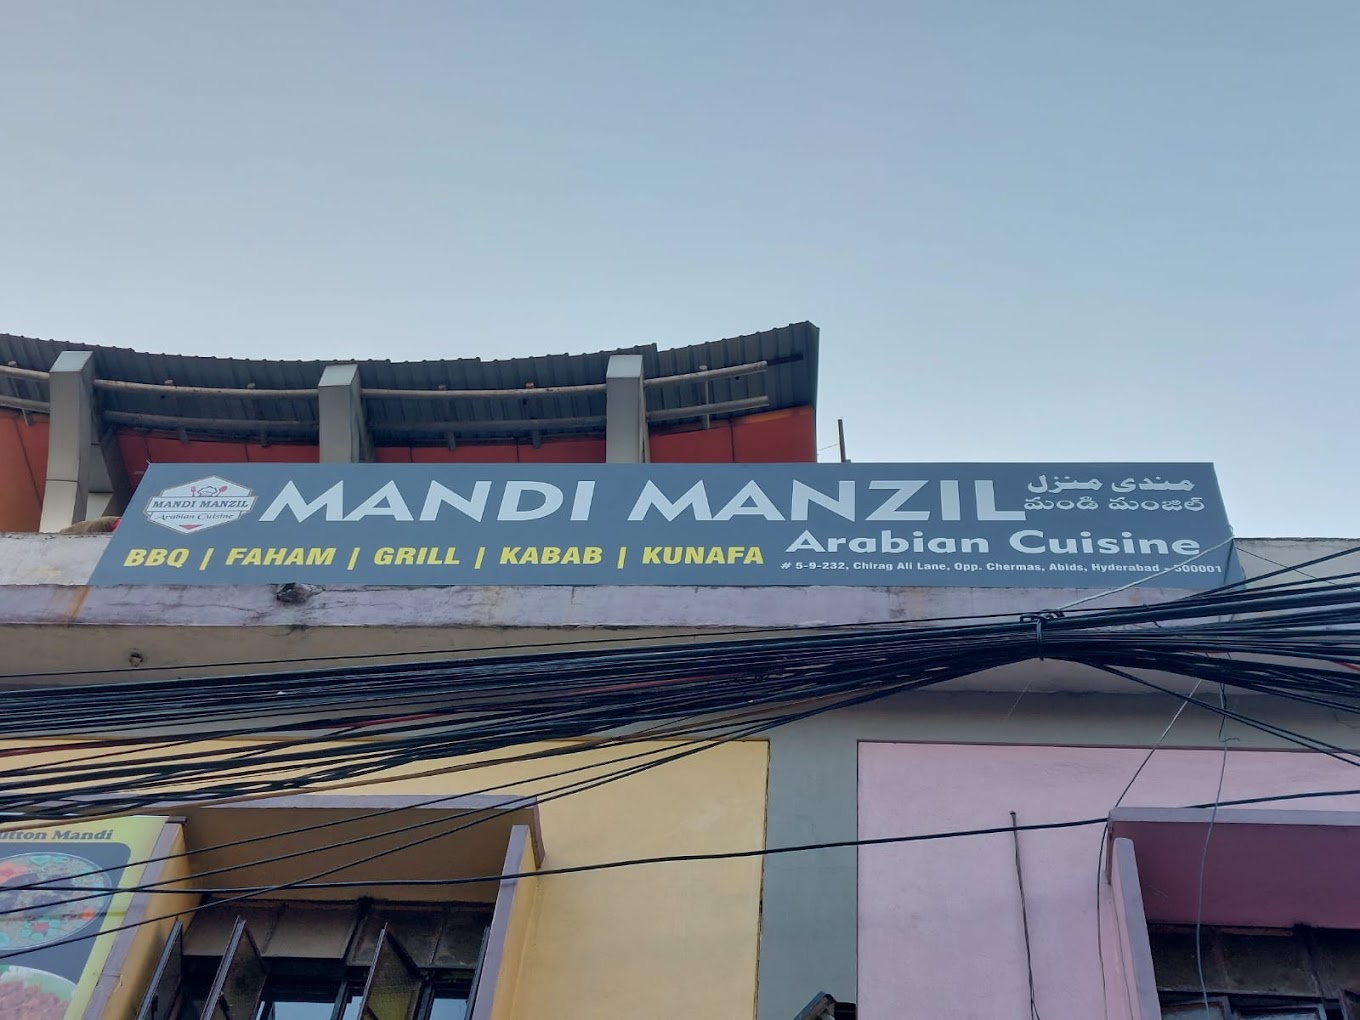 MANDI MANZIL
Arabian Cuisine
MANDI MANZIL
مندی منزل
మండి మంజిల్
Arabian Cuisine
BBQ | FAHAM | GRILL | KABAB | KUNAFA
# 5-9-232, Chirag Ali Lane, Opp. Chermas, Abids, Hyderabad - 500001
Mandi